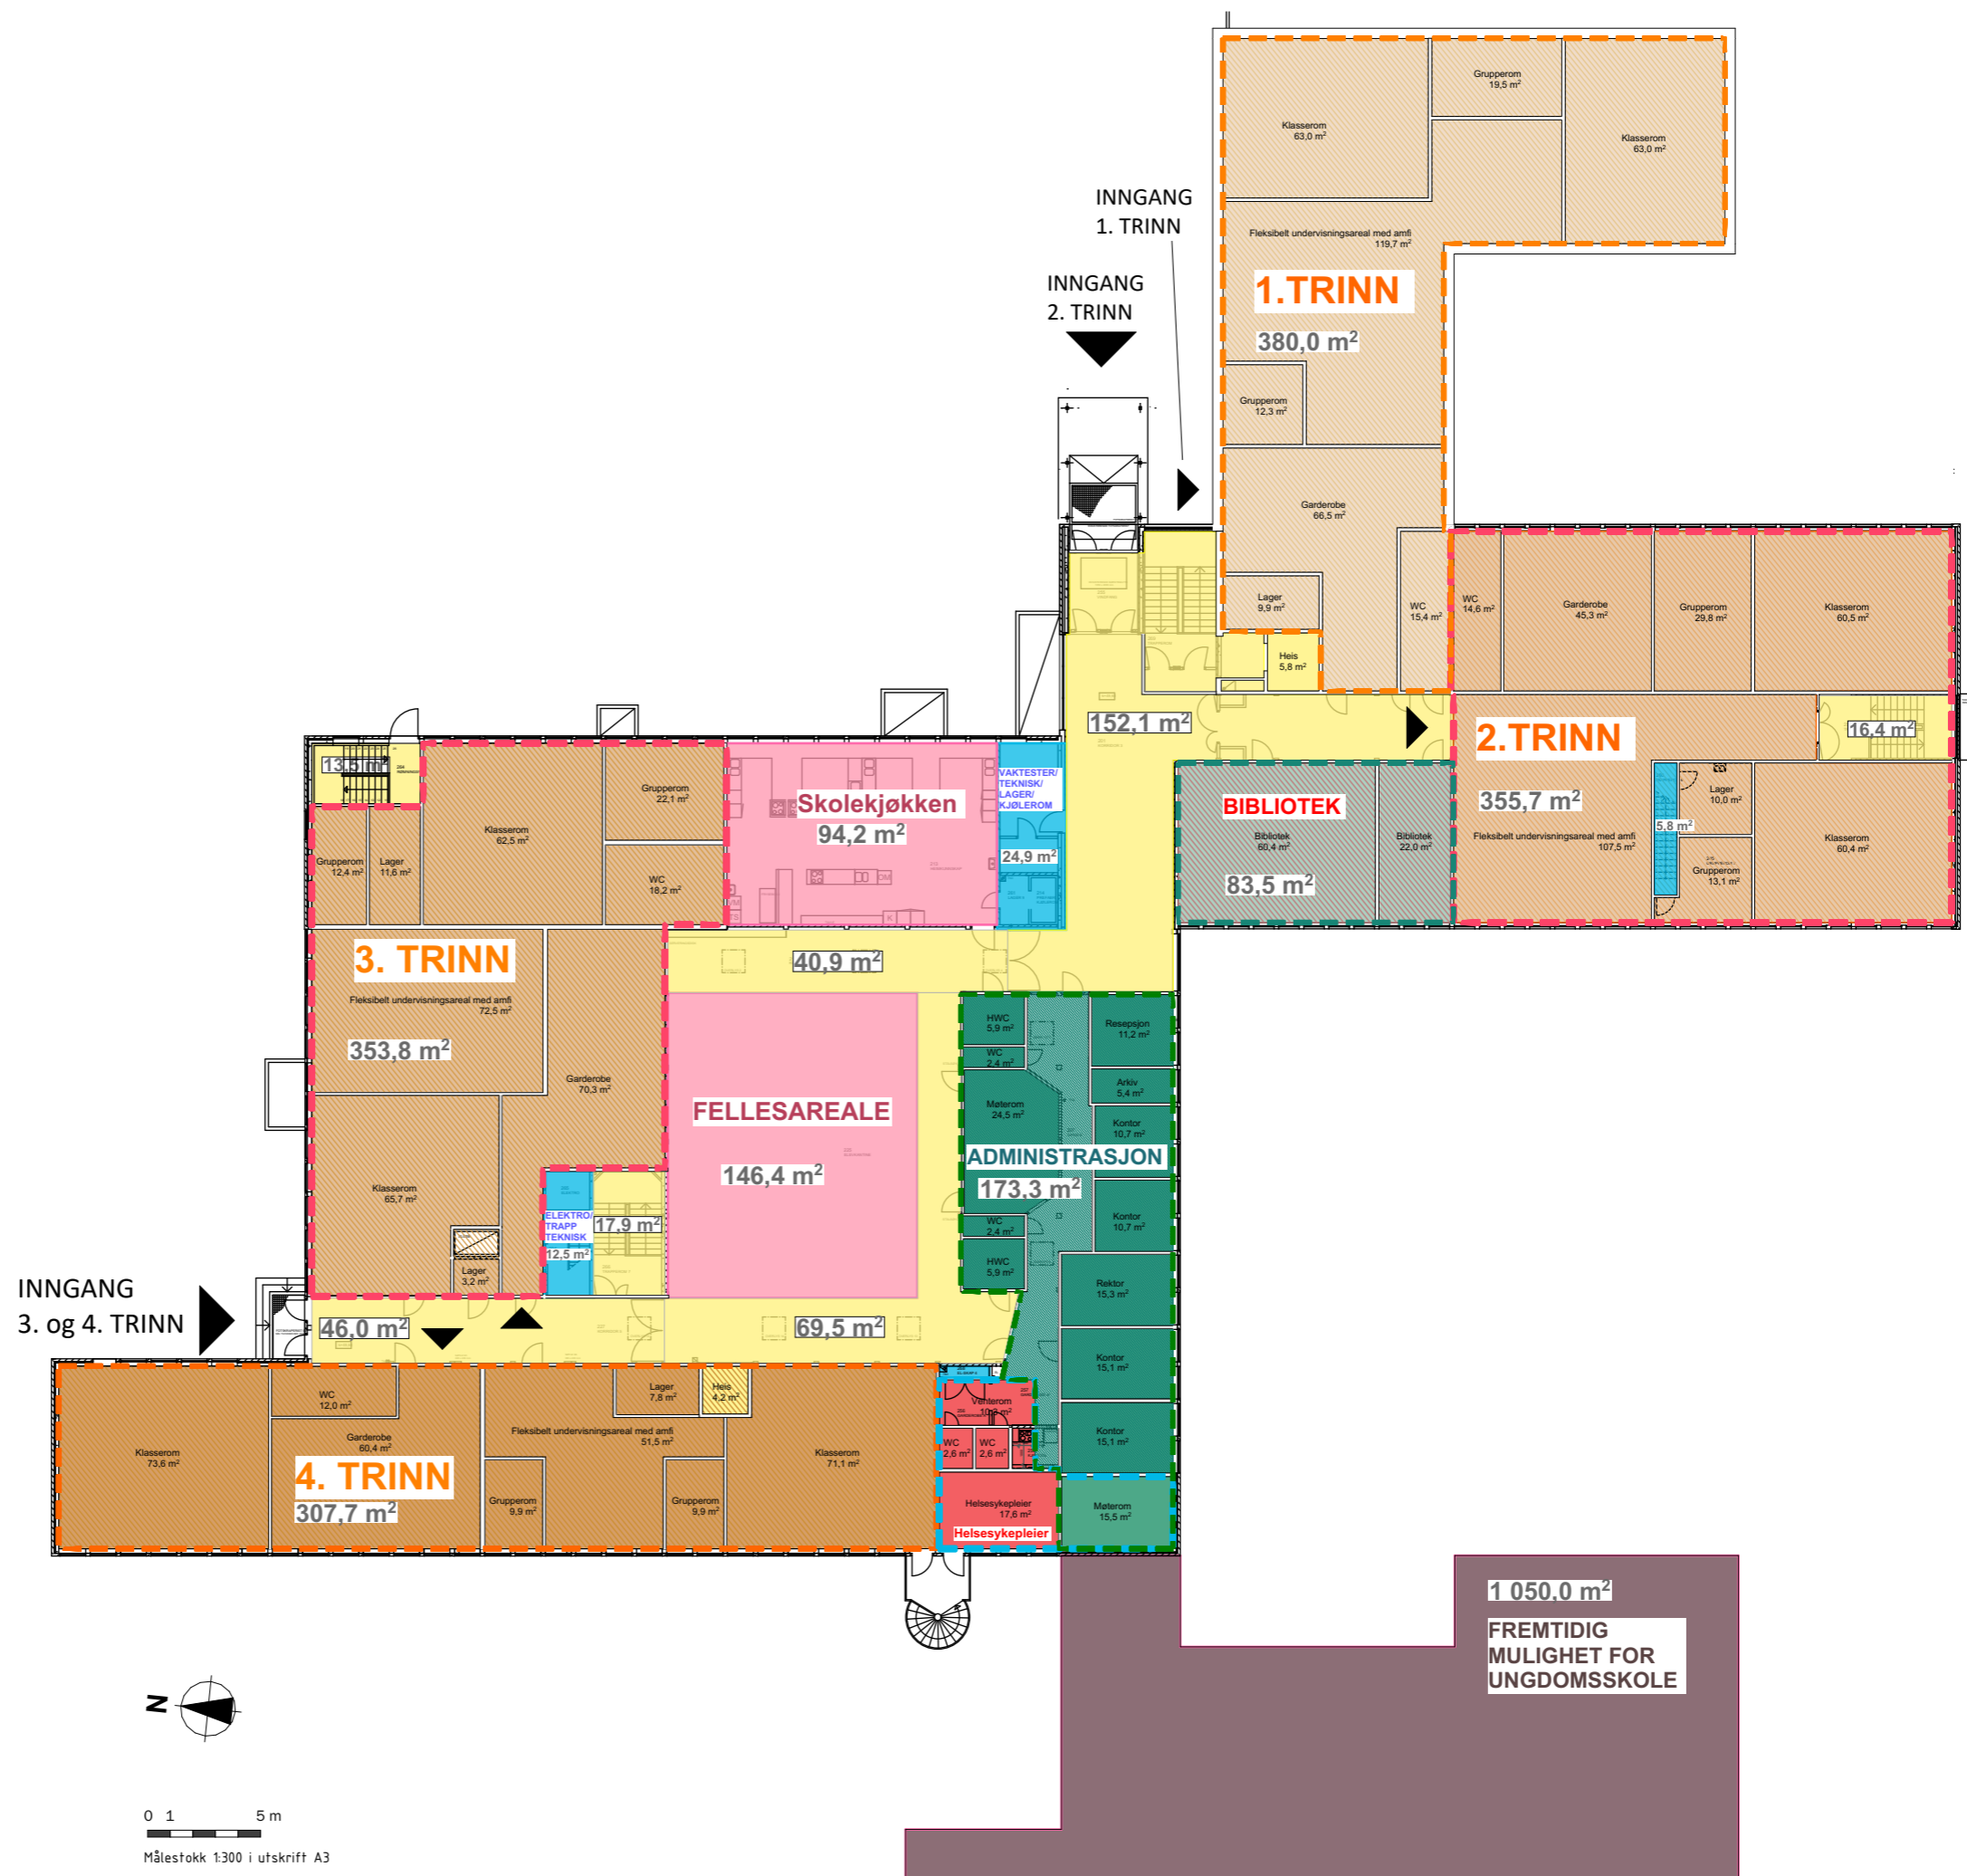 Klasserom
63,0 m²
Grupperom
19,5 m²
Klasserom
63,0 m²
INNGANG
1. TRINN
Fleksibelt undervisningsareal med amfi
119,7 m²
INNGANG
2. TRINN
1.TRINN
380,0 m²
Grupperom
12,3 m²
Garderobe
66,5 m²
Lager
9,9 m²
WC
15,4 m²
WC
14,6 m²
Garderobe
45,3 m²
Grupperom
29,8 m²
Klasserom
60,5 m²
Heis
5,8 m²
152,1 m²
2.TRINN
16,4 m²
355,7 m²
Fleksibelt undervisningsareal med amfi
107,5 m²
5,8 m²
Lager
10,0 m²
Grupperom
13,1 m²
Klasserom
60,4 m²
BIBLIOTEK
Bibliotek
60,4 m²
Bibliotek
22,0 m²
83,5 m²
13,5 m²
Grupperom
12,4 m²
Lager
11,6 m²
Klasserom
62,5 m²
Grupperom
22,1 m²
WC
18,2 m²
Skolekjøkken
94,2 m²
VAKTESTER/
TEKNISK/
LAGER/
KJØLEROM
24,9 m²
3. TRINN
Fleksibelt undervisningsareal med amfi
72,5 m²
353,8 m²
Garderobe
70,3 m²
40,9 m²
FELLESAREALE
146,4 m²
HWC
5,9 m²
WC
2,4 m²
Møterom
24,5 m²
Resepsjon
11,2 m²
Arkiv
5,4 m²
Kontor
10,7 m²
ADMINISTRASJON
173,3 m²
Kontor
10,7 m²
WC
2,4 m²
HWC
5,9 m²
Rektor
15,3 m²
Kontor
15,1 m²
Kontor
15,1 m²
Møterom
15,5 m²
Klasserom
65,7 m²
Lager
3,2 m²
ELEKTRO/
TRAPP
TEKNISK
12,5 m²
17,9 m²
INNGANG
3. og 4. TRINN
46,0 m²
69,5 m²
Klasserom
73,6 m²
WC
12,0 m²
Garderobe
60,4 m²
4. TRINN
307,7 m²
Fleksibelt undervisningsareal med amfi
51,5 m²
Lager
7,8 m²
Heis
4,2 m²
Grupperom
9,9 m²
Grupperom
9,9 m²
Klasserom
71,1 m²
Venterom
WC
2,6 m²
WC
2,6 m²
Helsesykepleier
17,6 m²
Helsesykepleier
1 050,0 m²
FREMTIDIG
MULIGHET FOR
UNGDOMSSKOLE
N
0 1 5 m
Målestokk 1:300 i utskrift A3